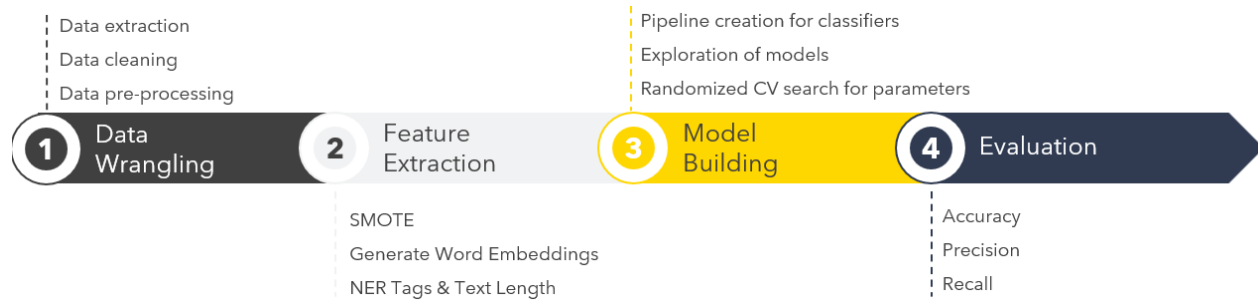 Data extraction
Data cleaning
Data pre-processing
Pipeline creation for classifiers
Exploration of models
Randomized CV search for parameters
1
Data
Wrangling
2
Feature
Extraction
3
Model
Building
4
Evaluation
SMOTE
Generate Word Embeddings
NER Tags & Text Length
Accuracy
Precision
Recall